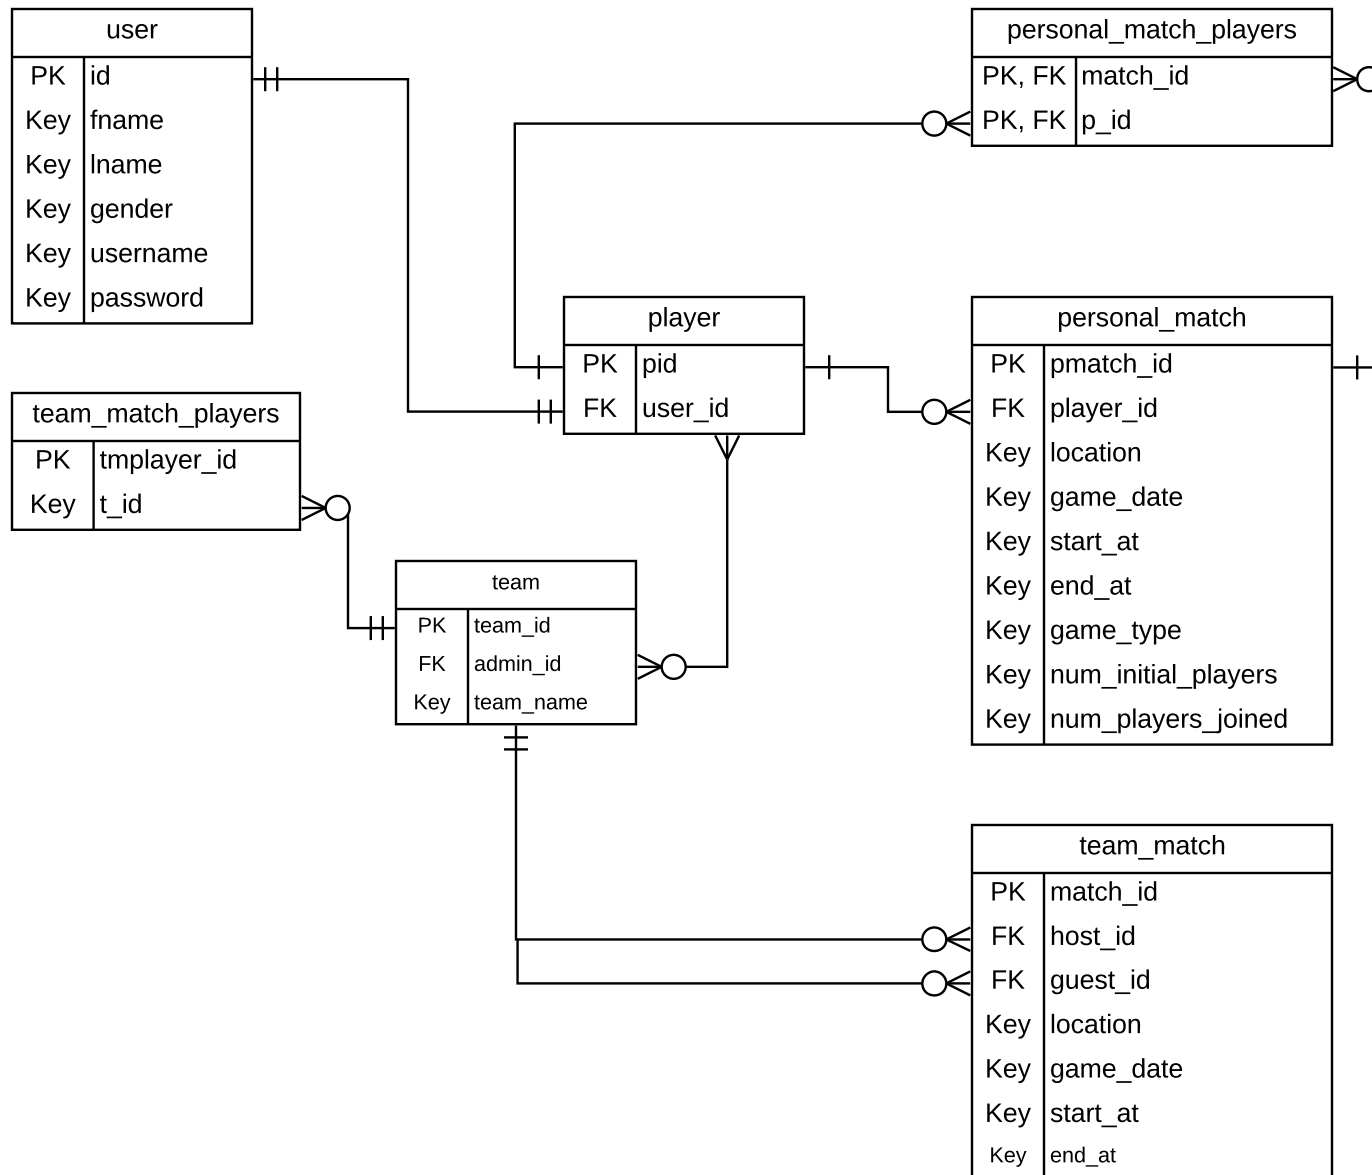 user
PK id
Key fname
Key lname
Key gender
Key username
Key password
personal_match_players
PK, FK match_id
PK, FK p_id
player
PK pid
FK user_id
personal_match
PK pmatch_id
FK player_id
Key location
Key game_date
Key start_at
Key end_at
Key game_type
Key num_initial_players
Key num_players_joined
team_match_players
PK tmplayer_id
Key t_id
team
PK team_id
FK admin_id
Key team_name
team_match
PK match_id
FK host_id
FK guest_id
Key location
Key game_date
Key start_at
Key end_at